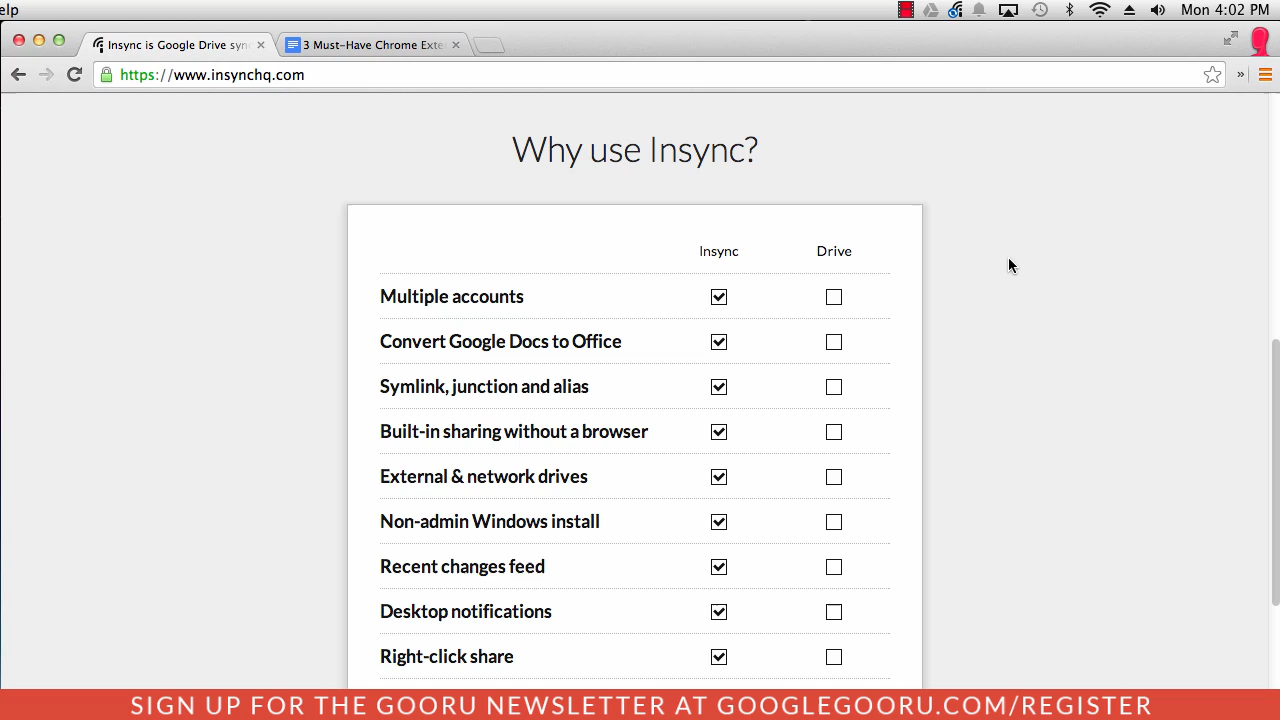 elp
Mon 4:02 PM
Insync is Google Drive syn
3 Must-Have Chrome Exte
https://www.insynchq.com
»
Why use Insync?
Insync Drive
Multiple accounts
Convert Google Docs to Office
Symlink, junction and alias
Built-in sharing without a browser
External & network drives
Non-admin Windows install
Recent changes feed
Desktop notifications
Right-click share
SIGN UP FOR THE GOORU NEWSLETTER AT GOOGLEGOORU.COM/REGISTER